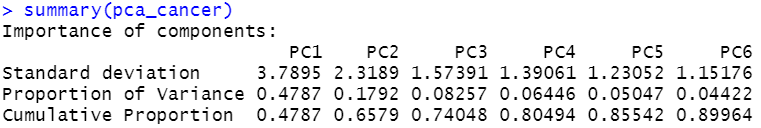 > summary(pca_cancer)
Importance of components:
PC1 PC2 PC3 PC4 PC5 PC6
Standard deviation 3.7895 2.3189 1.57391 1.39061 1.23052 1.15176
Proportion of Variance 0.4787 0.1792 0.08257 0.06446 0.05047 0.04422
Cumulative Proportion 0.4787 0.6579 0.74048 0.80494 0.85542 0.89964